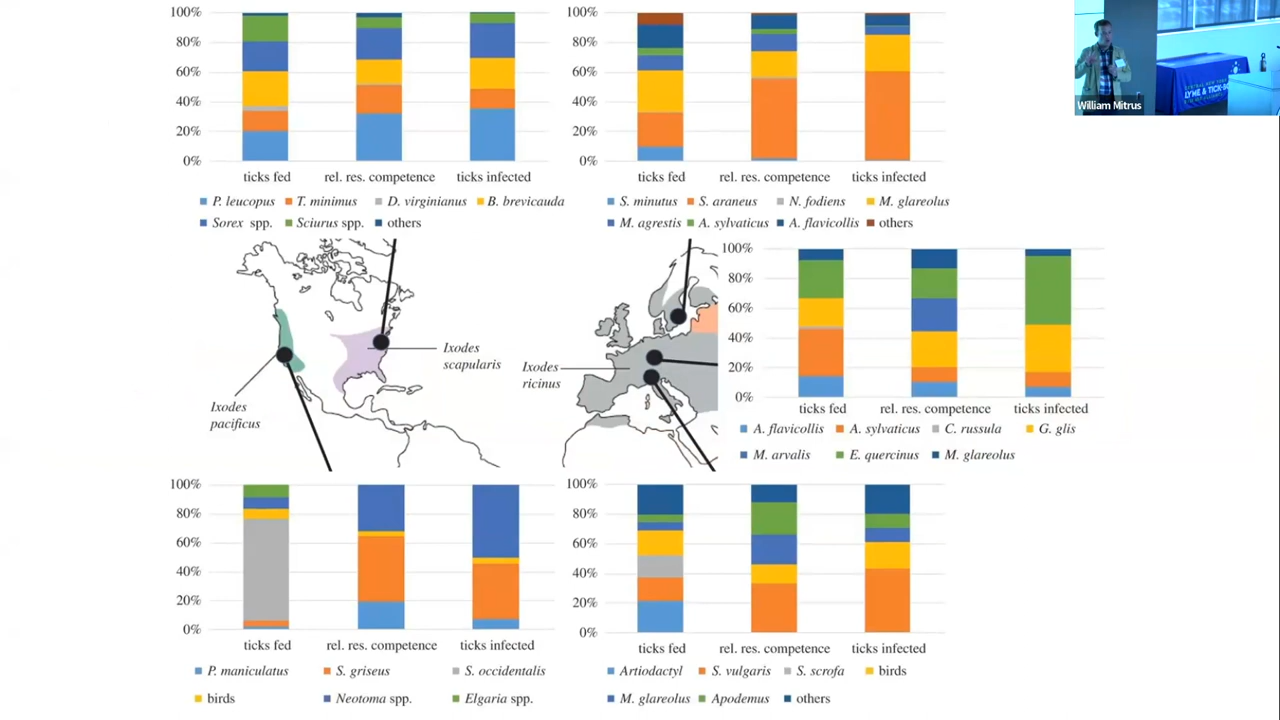 100%
80%
60%
40%
20%
0%
ticks fed rel. res. competence ticks infected
P. leucopus T. minimus D. virginianus B. brevicauda
Sorex spp. Sciurus spp. others
100%
80%
60%
40%
20%
0%
ticks fed rel. res. competence ticks infected
S. minutus S. araneus N. fodiens M. glareolus
M. agrestis A. sylvaticus A. flavicollis others
William Mitrus
LYME & TICK-BO
Ixodes
scapularis
Ixodes
pacificus
Ixodes
ricinus
100%
80%
60%
40%
20%
0%
ticks fed rel. res. competence ticks infected
A. flavicollis A. sylvaticus C. russula G. glis
M. arvalis E. quercinus M. glareolus
100%
80%
60%
40%
20%
0%
ticks fed rel. res. competence ticks infected
P. maniculatus S. griseus S. occidentalis
birds Neotoma spp. Elgaria spp.
100%
80%
60%
40%
20%
0%
ticks fed rel. res. competence ticks infected
Artiodactyl S. vulgaris S. scrofa birds
M. glareolus Apodemus others